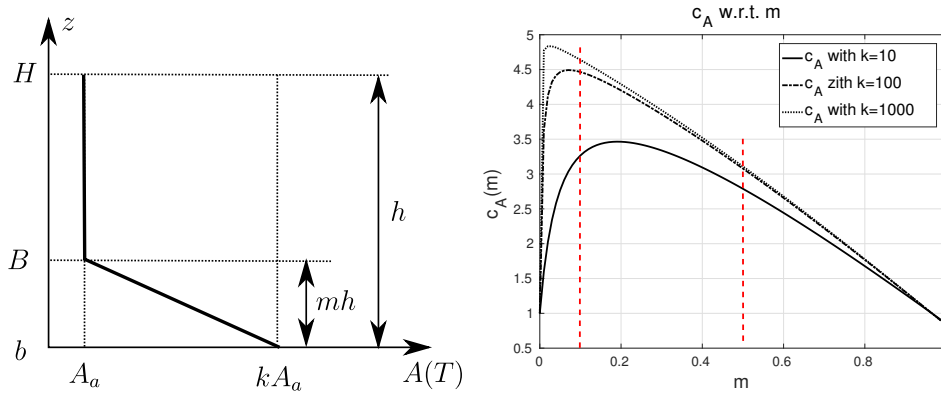 z
H
h
B
mh
b
A_a
kA_a
A(T)
c_A w.r.t. m
c_A with k=10
c_A zith k=100
c_A with k=1000
c_A(m)
5
4.5
4
3.5
3
2.5
2
1.5
1
0.5
0
0.2
0.4
0.6
0.8
m